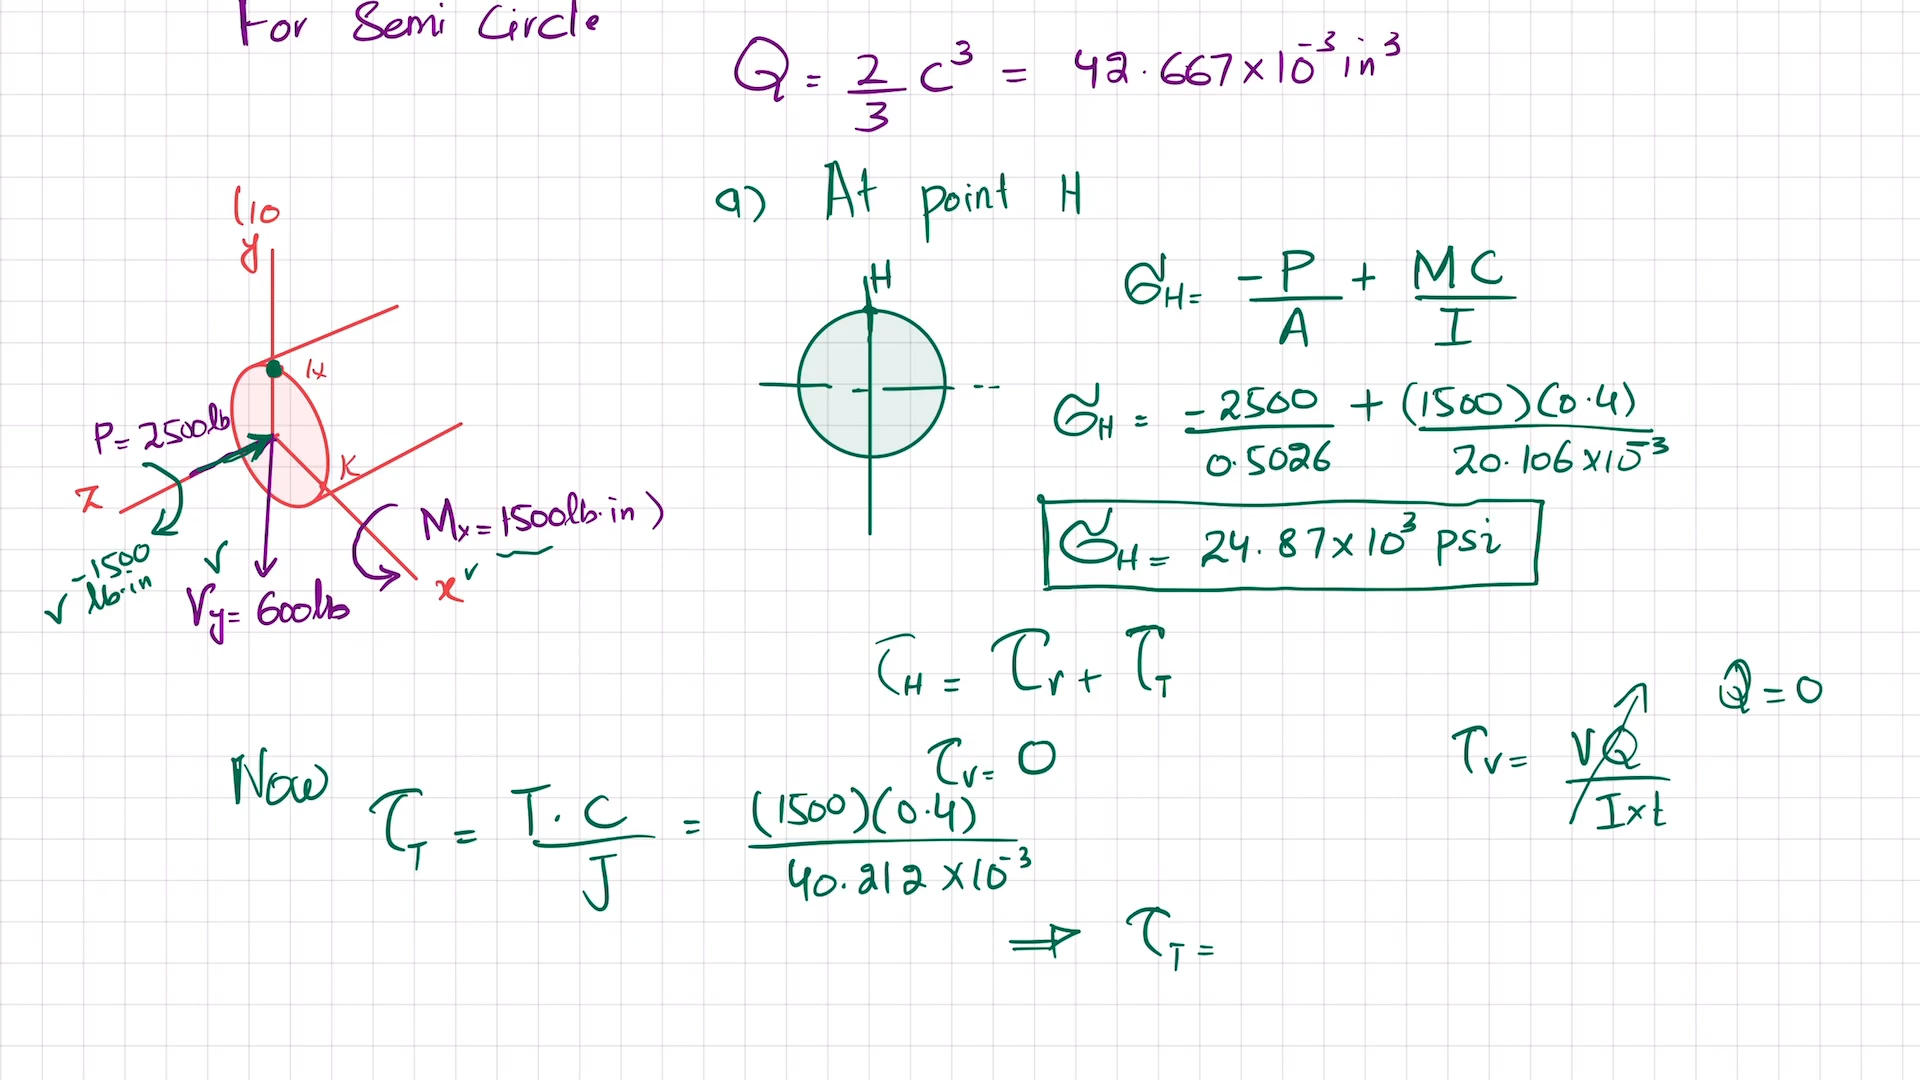 For Semi Circle
Q = 2/3 c³ = 42.667×10⁻³ in³
(10
y
H
K
P= 2500lb
z
-1500 lb.in
√
√
Vy= 600lb
Mx= 1500lb.in)
√
x
a) At point H
H
σH= -P/A + MC/I
σH = -2500/0.5026 + (1500)(0.4)/20.106×10⁻³
σH= 24.87×10³ psi
τH = τv + τT
τv= 0
τv= VQ/Ixt
Q=0
Now
τT = T.C/J = (1500)(0.4)/40.212×10⁻³
⇒ τT =